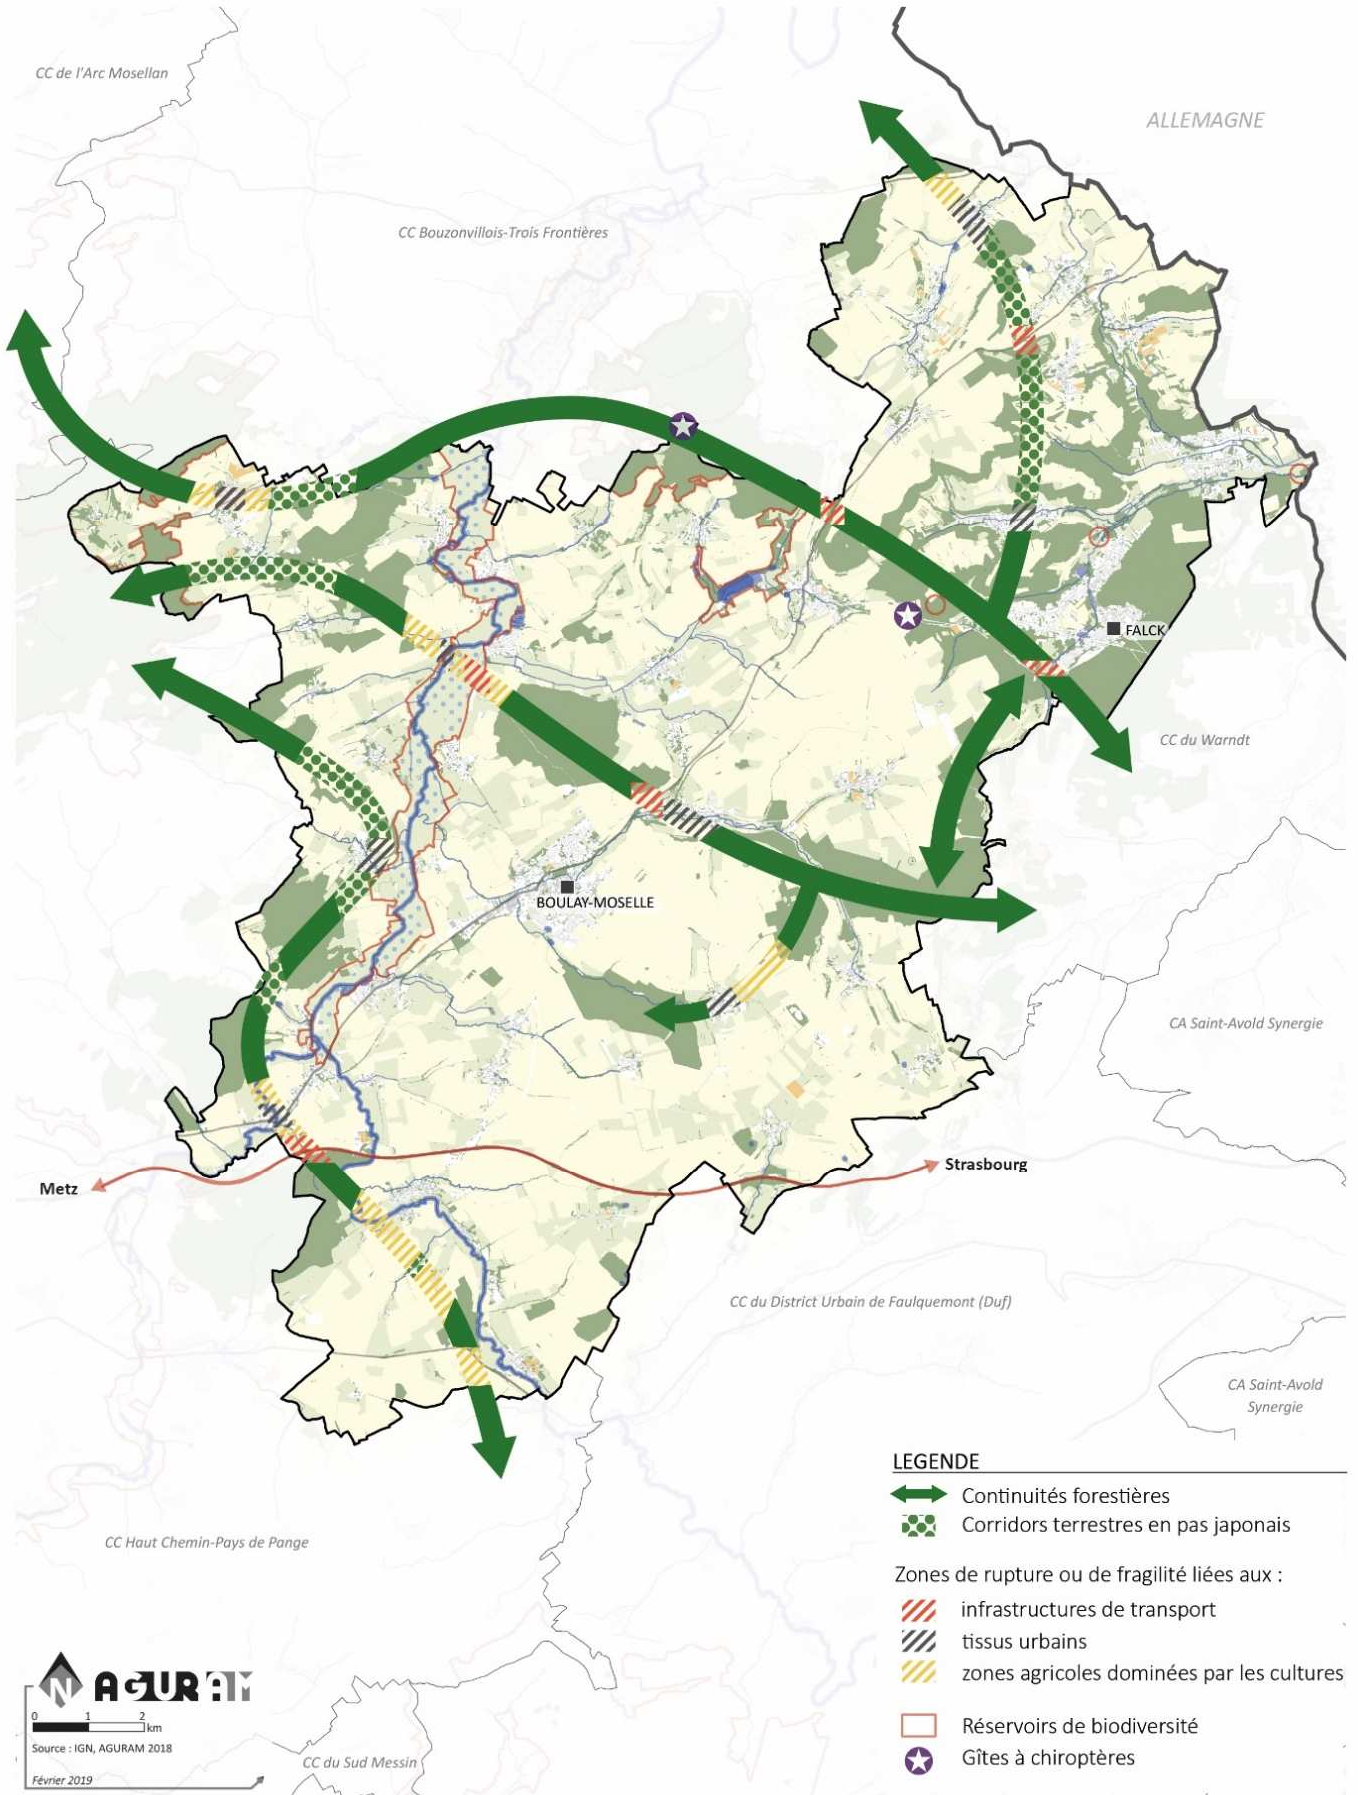 CC de l'Arc Mosellan
ALLEMAGNE
CC Bouzonvillois-Trois Frontières
FALCK
CC du Warndt
BOULAY-MOSELLE
CA Saint-Avold Synergie
Strasbourg
Metz
CC du District Urbain de Faulquemont (Duf)
CA Saint-Avold
Synergie
CC Haut Chemin-Pays de Pange
CC du Sud Messin
LEGENDE
Continuités forestières
Corridors terrestres en pas japonais
Zones de rupture ou de fragilité liées aux :
infrastructures de transport
tissus urbains
zones agricoles dominées par les cultures
Réservoirs de biodiversité
Gîtes à chiroptères
N AGURAM
0 1 2
km
Source : IGN, AGURAM 2018
Février 2019